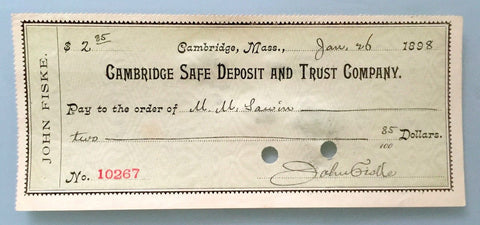 $ 2 85 Cambridge, Mass., Jan. 26 1898
CAMBRIDGE SAFE DEPOSIT AND TRUST COMPANY.
Pay to the order of M. M. Sawin
two 85/100 Dollars.
No. 10267
John Fiske
JOHN FISKE.